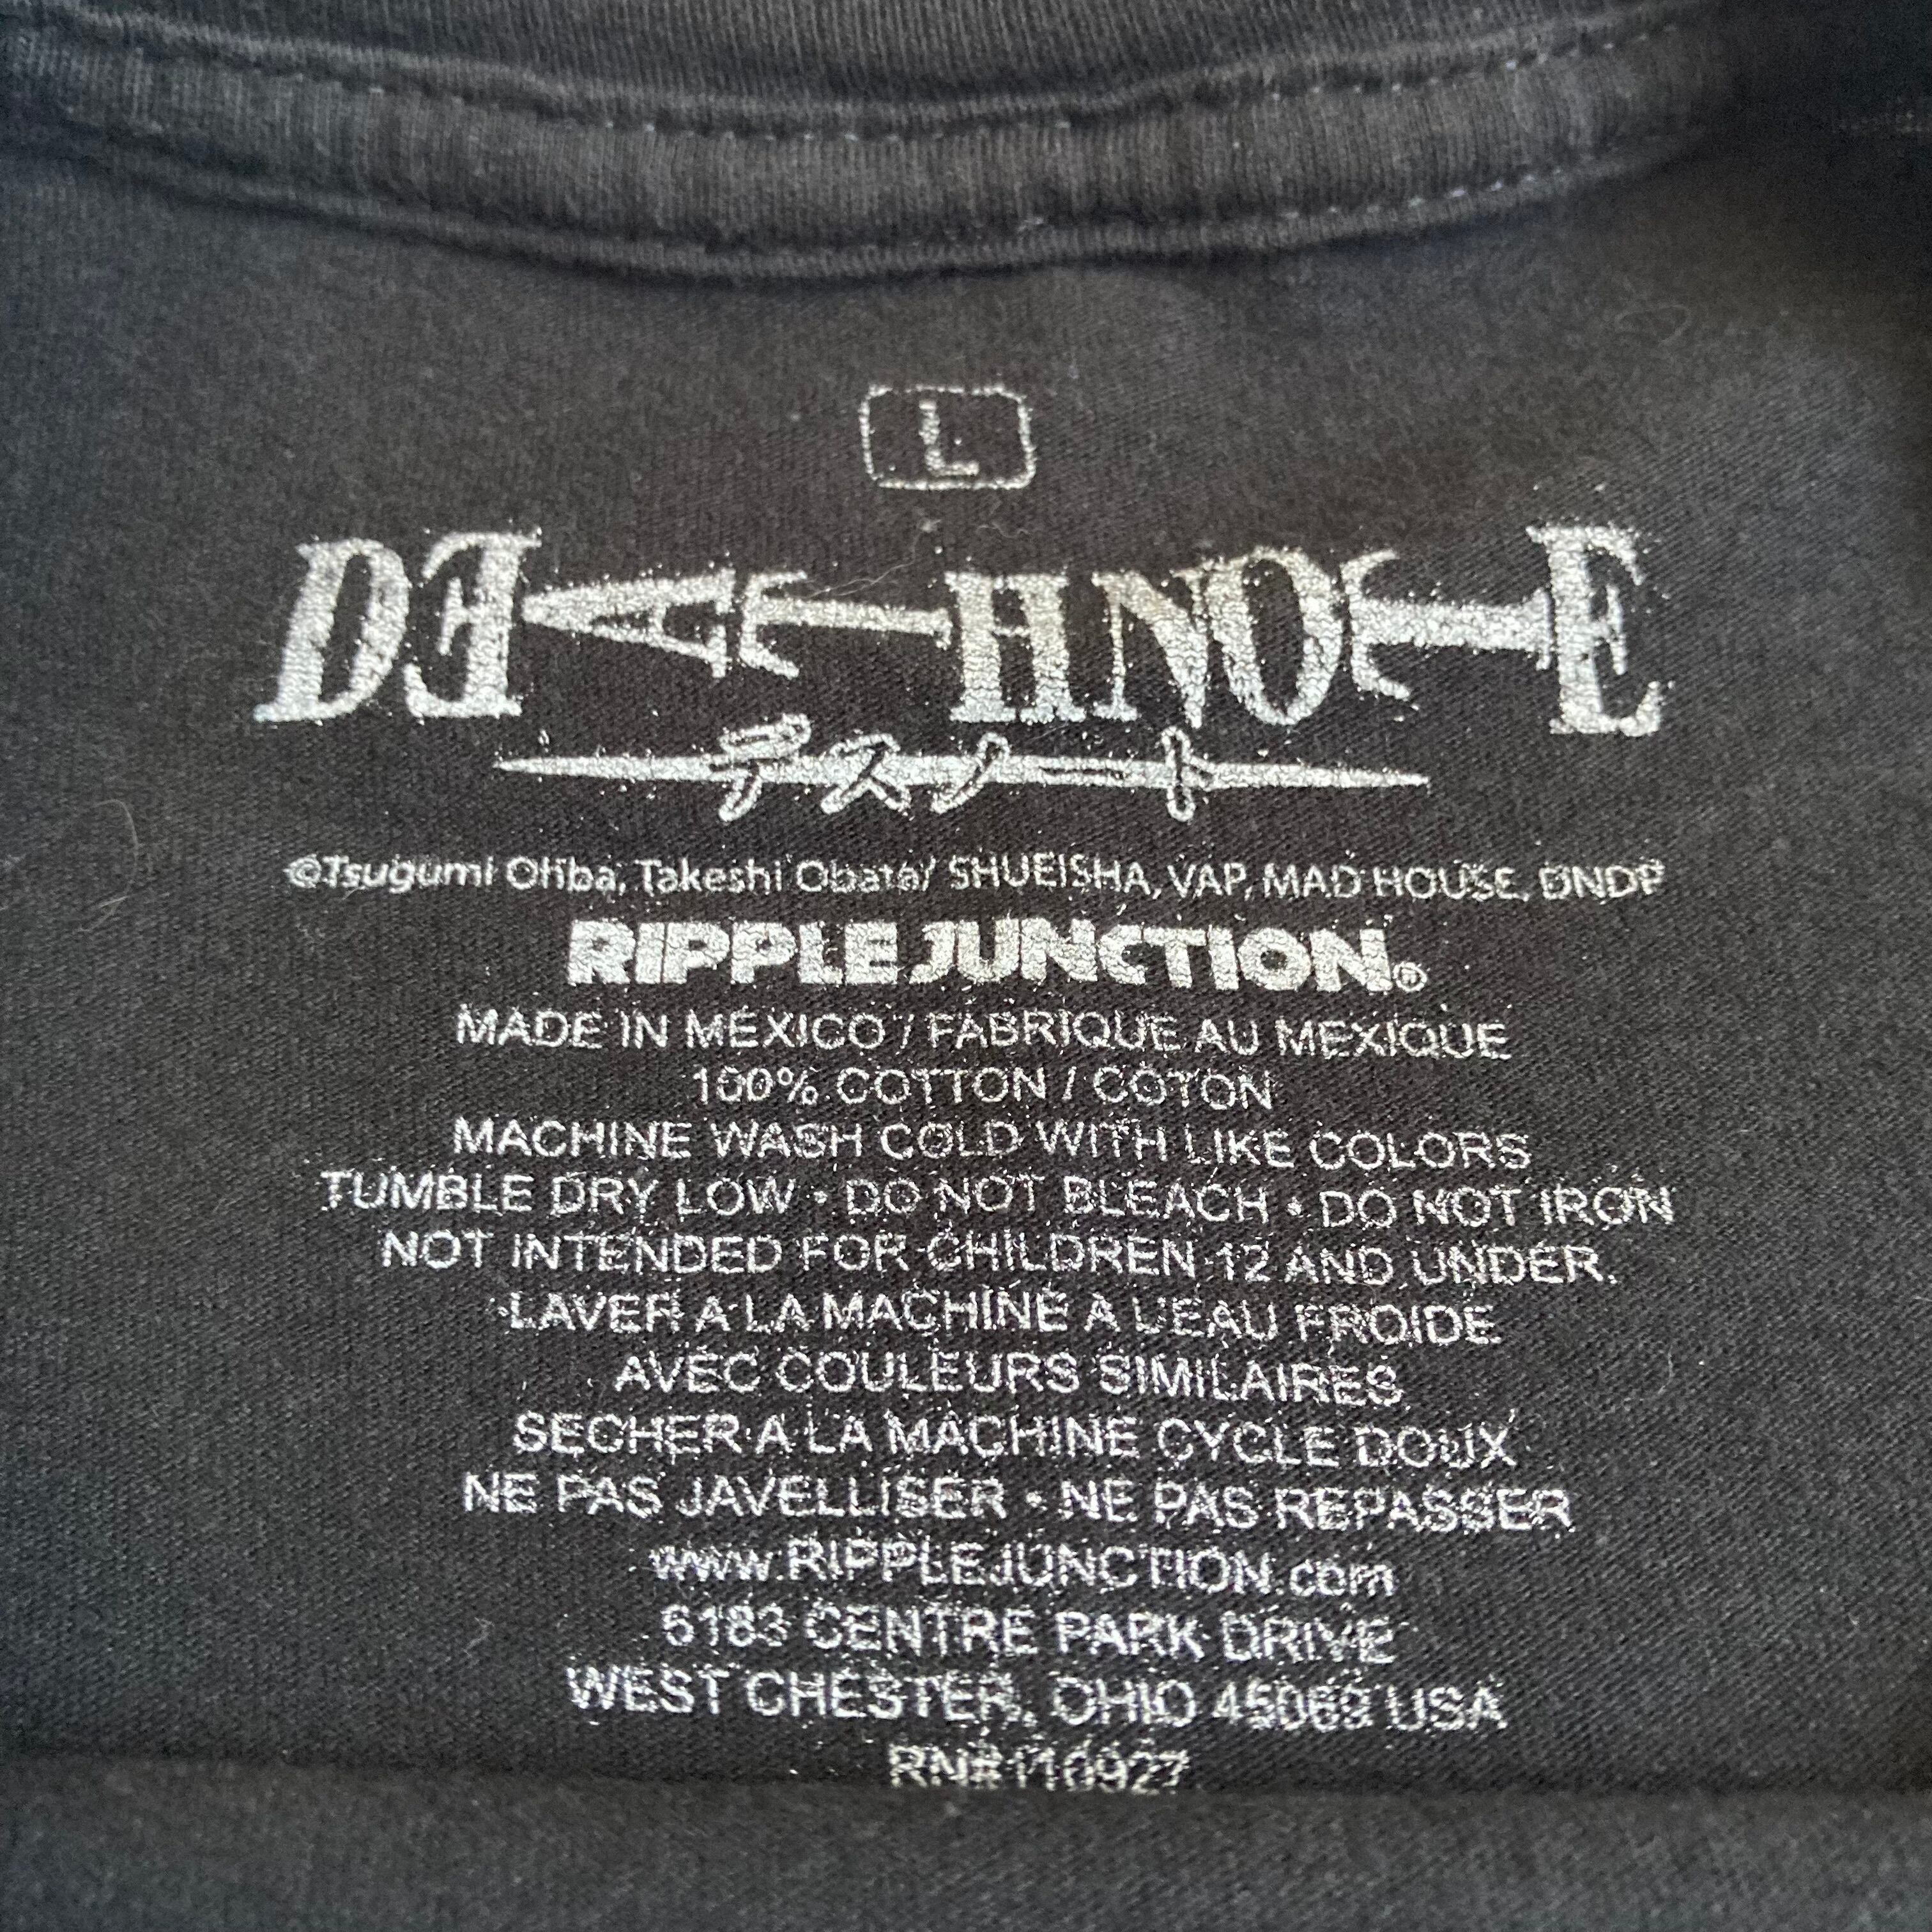 L
DEATH NOTE
デスノート
©Tsugumi Ohba, Takeshi Obata/ SHUEISHA, VAP, MAD HOUSE, DNDP
RIPPLE JUNCTION®
MADE IN MEXICO / FABRIQUE AU MEXIQUE
100% COTTON / COTON
MACHINE WASH COLD WITH LIKE COLORS
TUMBLE DRY LOW • DO NOT BLEACH • DO NOT IRON
NOT INTENDED FOR CHILDREN 12 AND UNDER.
LAVER A LA MACHINE A L'EAU FROIDE
AVEC COULEURS SIMILAIRES
SECHER A LA MACHINE CYCLE DOUX
NE PAS JAVELLISER • NE PAS REPASSER
www.RIPPLEJUNCTION.com
6183 CENTRE PARK DRIVE
WEST CHESTER, OHIO 45069 USA
RN#110927